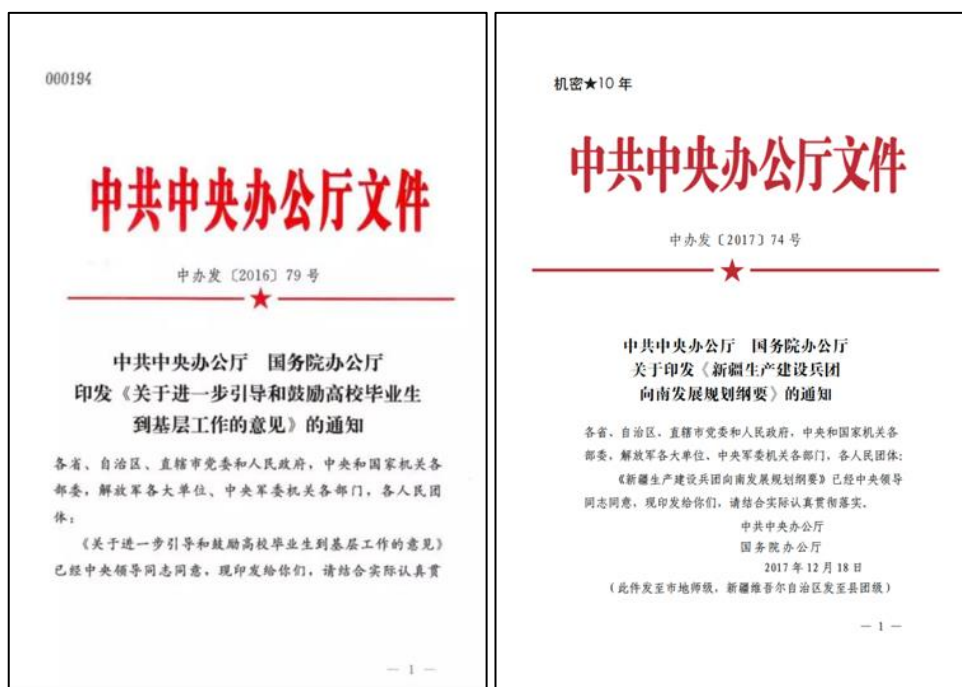 000194
中共中央办公厅文件
中办发〔2016〕79号
中共中央办公厅 国务院办公厅
印发《关于进一步引导和鼓励高校毕业生
到基层工作的意见》的通知
各省、自治区、直辖市党委和人民政府，中央和国家机关各
部委，解放军各大单位、中央军委机关各部门，各人民团
体：
《关于进一步引导和鼓励高校毕业生到基层工作的意见》
已经中央领导同志同意，现印发给你们，请结合实际认真贯
— 1 —
机密★10年
中共中央办公厅文件
中办发〔2017〕74号
中共中央办公厅 国务院办公厅
关于印发《新疆生产建设兵团
向南发展规划纲要》的通知
各省、自治区、直辖市党委和人民政府，中央和国家机关各
部委，解放军各大单位、中央军委机关各部门，各人民团体：
《新疆生产建设兵团向南发展规划纲要》已经中央领导
同志同意，现印发给你们，请结合实际认真贯彻落实。
中共中央办公厅
国务院办公厅
2017年12月18日
（此件发至市地师级，新疆维吾尔自治区发至县团级）
— 1 —